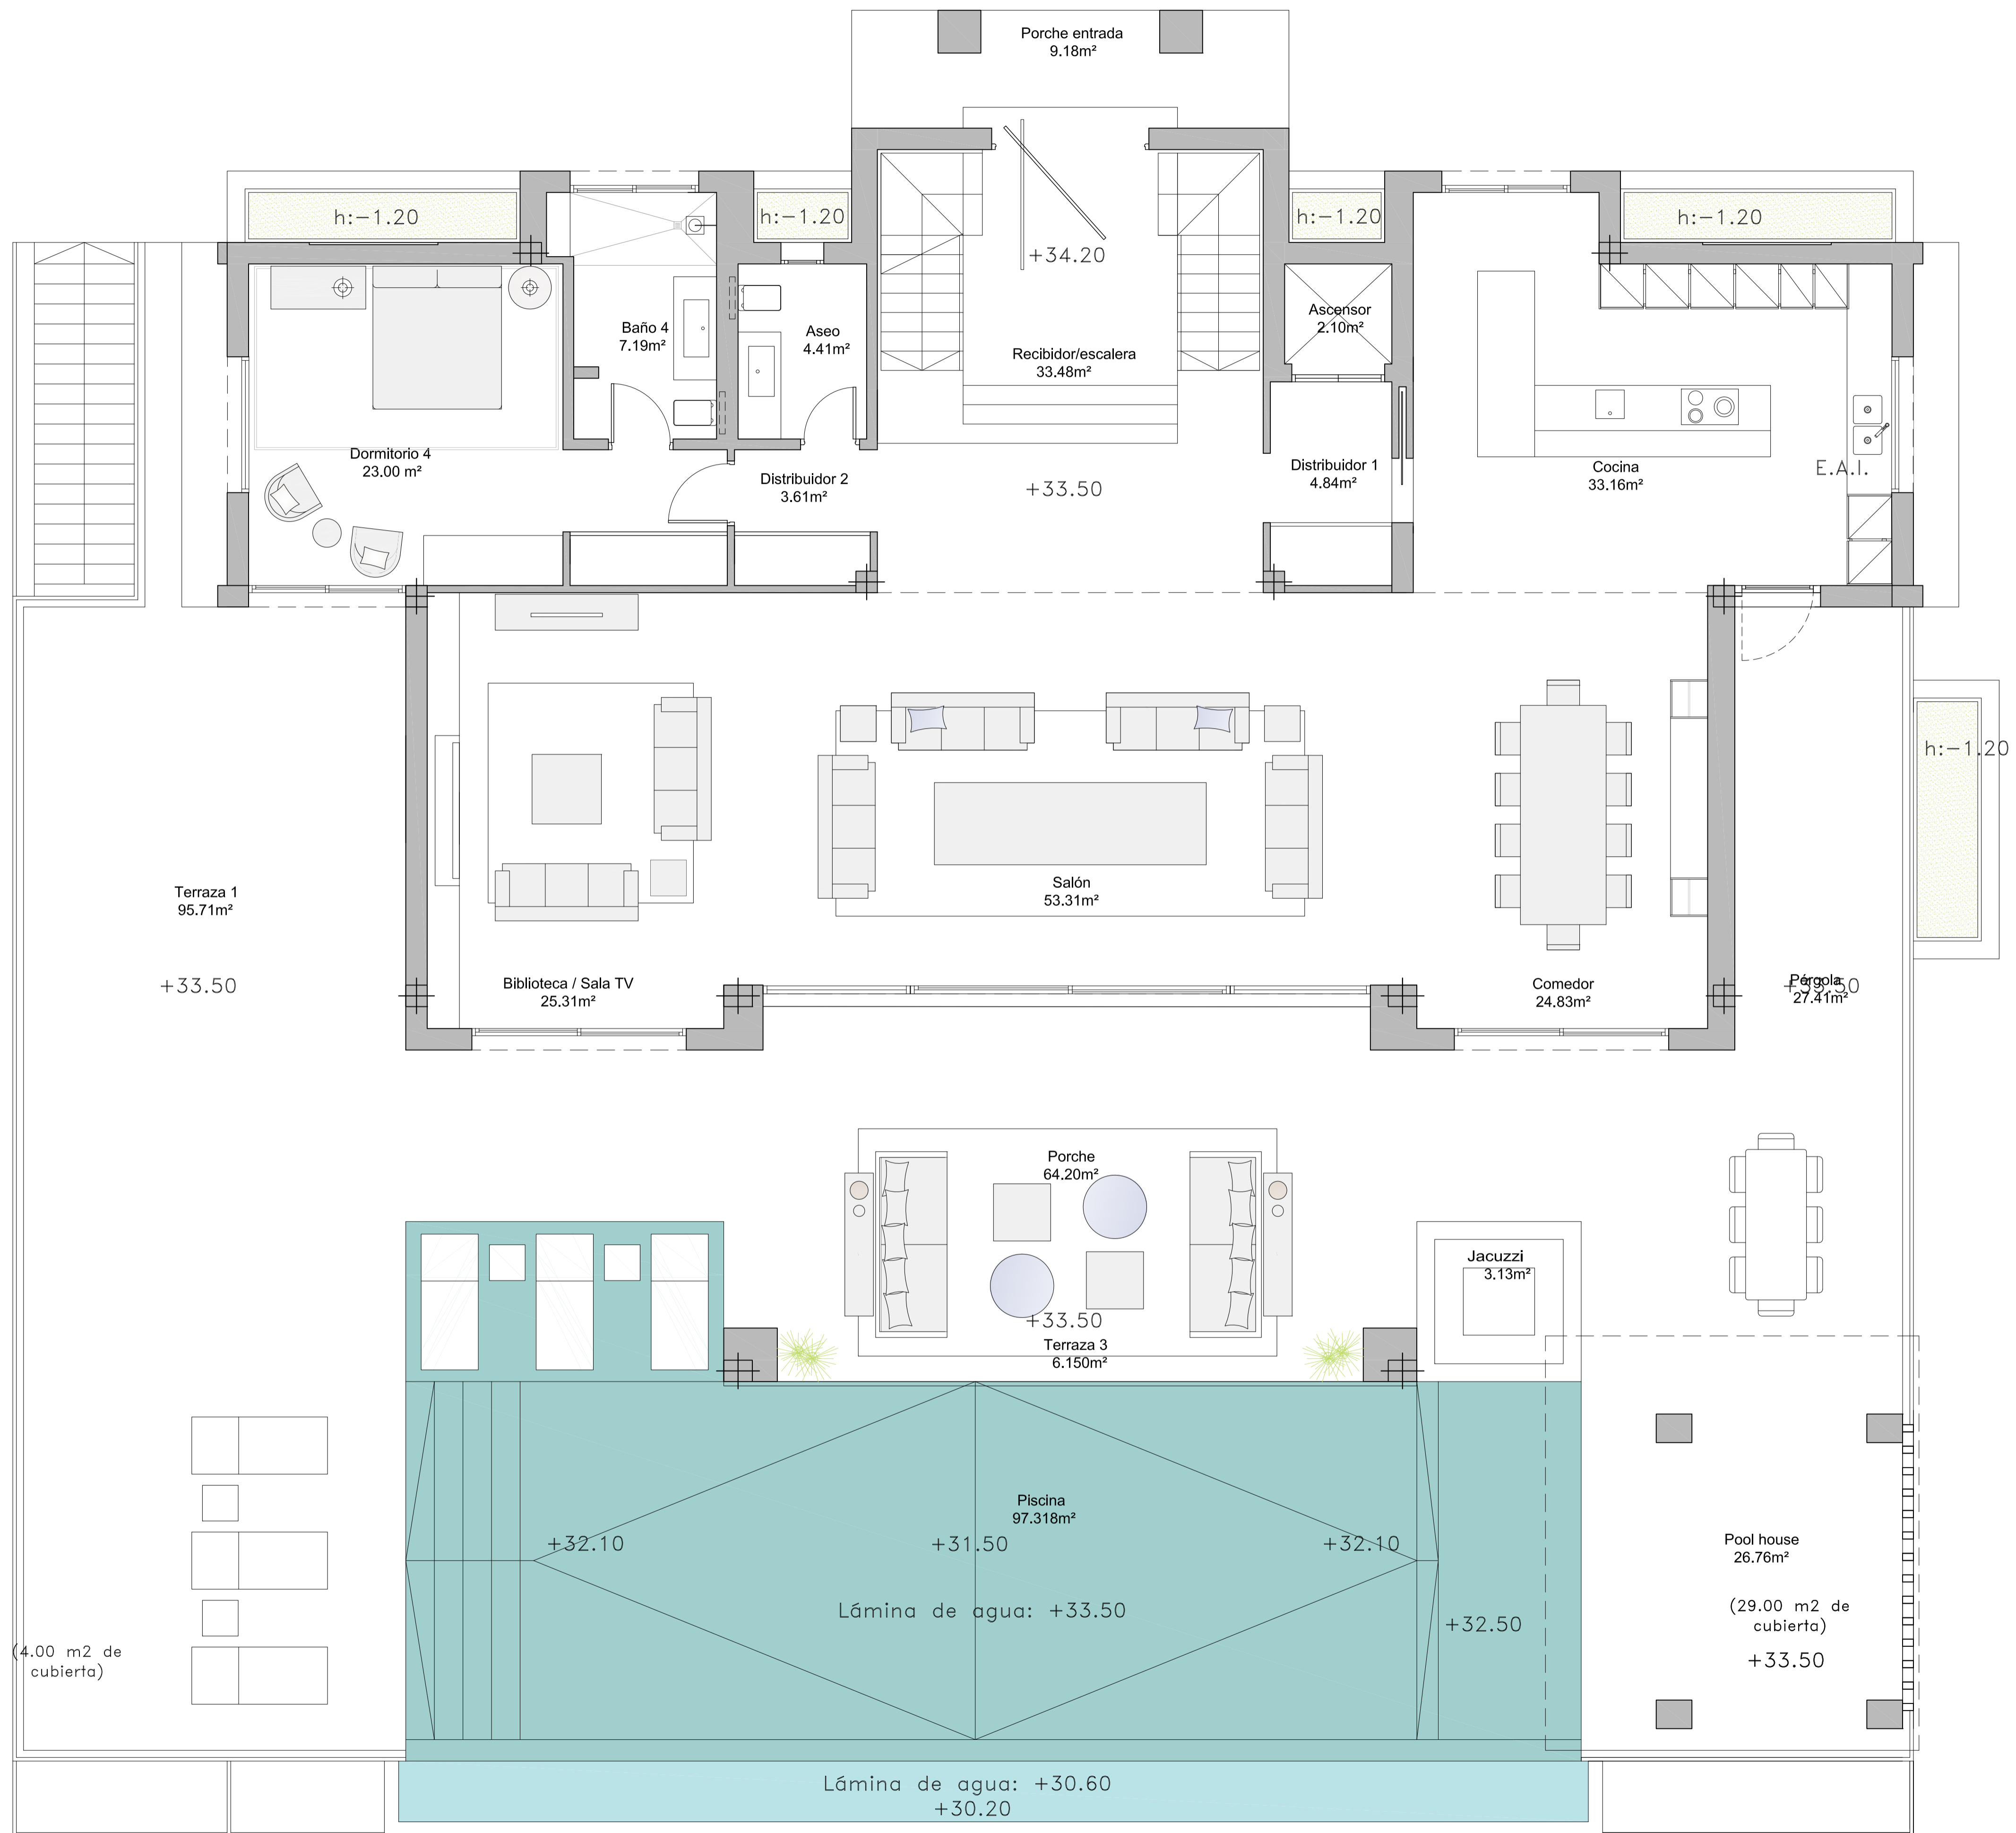 Porche entrada
9.18m²
h:−1.20
h:−1.20
h:−1.20
h:−1.20
+34.20
Baño 4
7.19m²
Aseo
4.41m²
Ascensor
2.10m²
Recibidor/escalera
33.48m²
Dormitorio 4
23.00 m²
Distribuidor 2
3.61m²
+33.50
Distribuidor 1
4.84m²
Cocina
33.16m²
E.A.I.
h:−1.20
Terraza 1
95.71m²
Salón
53.31m²
+33.50
Biblioteca / Sala TV
25.31m²
Comedor
24.83m²
Pérgola
+33.50
27.41m²
Porche
64.20m²
Jacuzzi
3.13m²
+33.50
Terraza 3
6.150m²
Piscina
97.318m²
+32.10
+31.50
+32.10
Pool house
26.76m²
Lámina de agua: +33.50
+32.50
(29.00 m2 de
cubierta)
+33.50
(4.00 m2 de
cubierta)
Lámina de agua: +30.60
+30.20